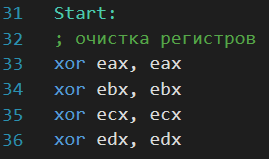 31 Start:
32 ; очистка регистров
33 xor eax, eax
34 xor ebx, ebx
35 xor ecx, ecx
36 xor edx, edx